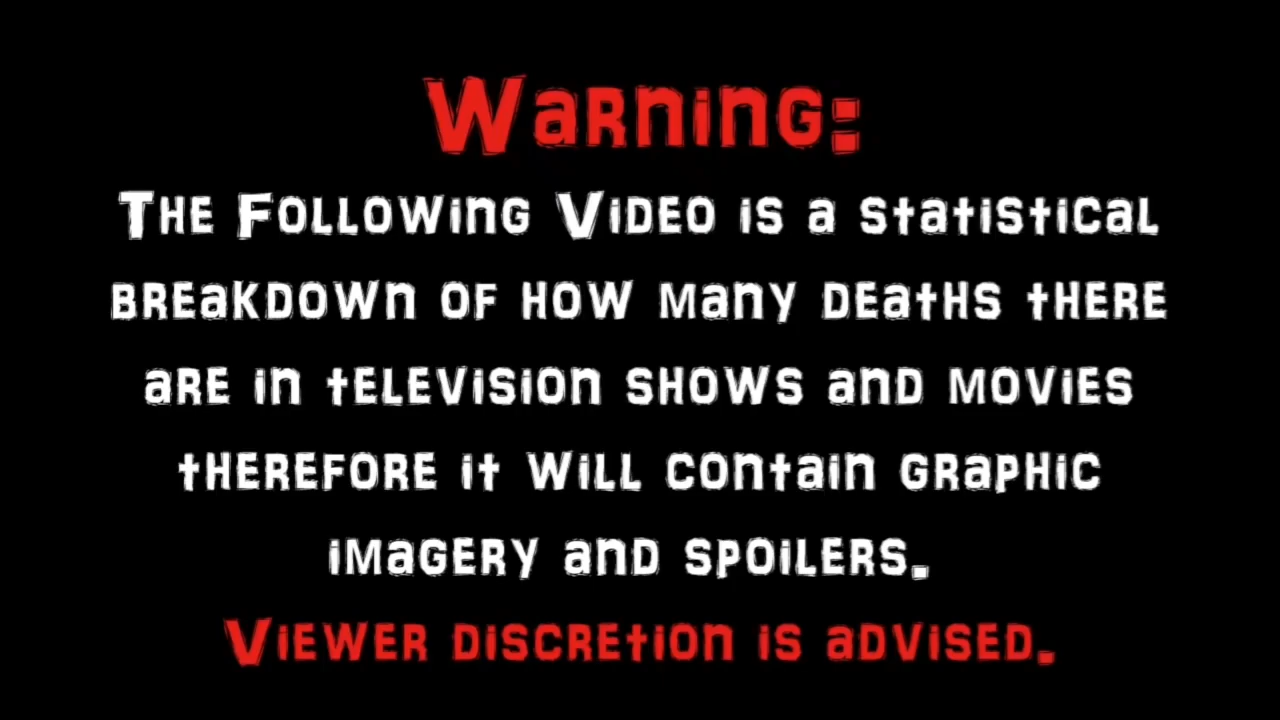 Warning:
The Following Video is a statistical
breakdown of how many deaths there
are in television shows and movies
therefore it will contain graphic
imagery and spoilers.
Viewer discretion is advised.